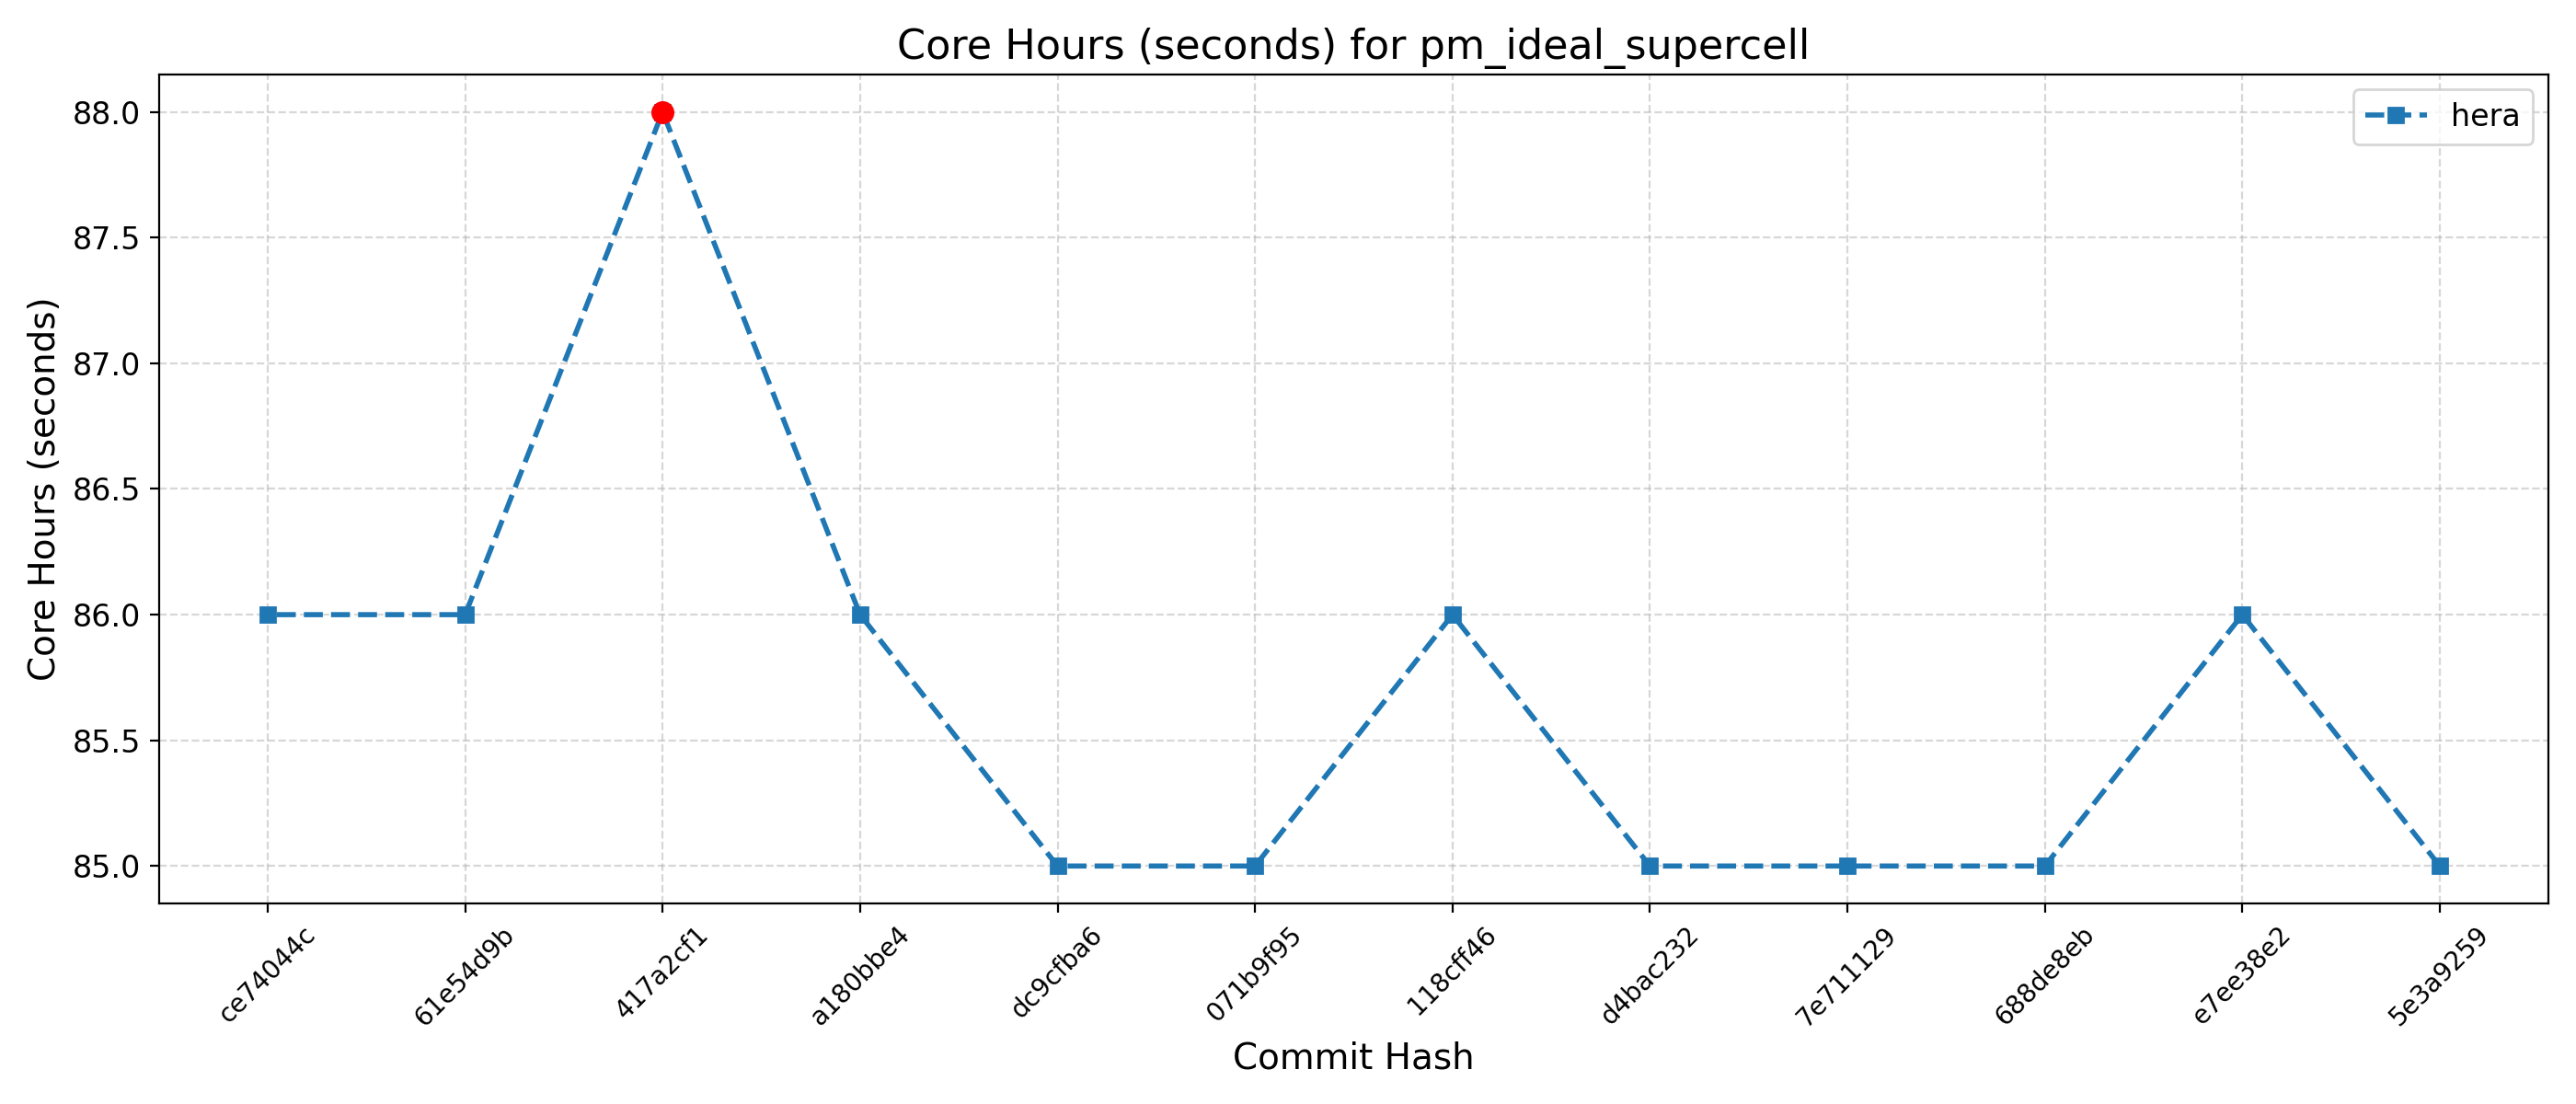 Core Hours (seconds) for pm_ideal_supercell
hera
Core Hours (seconds)
88.0
87.5
87.0
86.5
86.0
85.5
85.0
ce74044c
61e54d9b
417a2cf1
a180bbe4
dc9cfba6
071b9f95
118cff46
d4bac232
7e711129
688de8eb
e7ee38e2
5e3a9259
Commit Hash